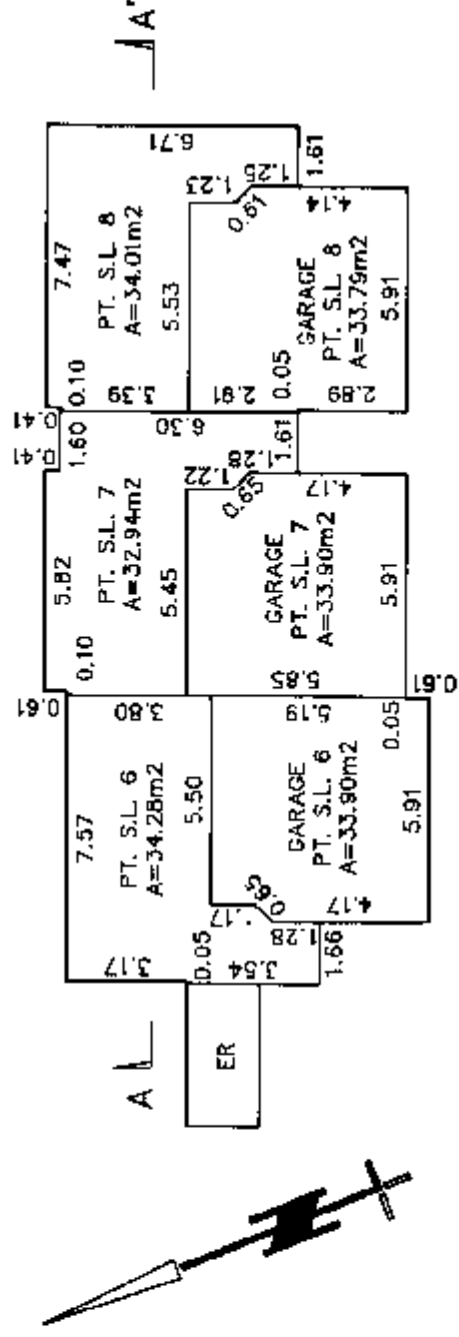 A'
6.71
7.47
PT. S.L. 8
A=34.01m2
5.53
1.23
0.61
1.25
1.61
4.14
GARAGE
PT. S.L. 8
A=33.79m2
5.91
0.10
3.39
2.91
0.05
2.89
0.41
0.41
1.60
6.30
1.61
5.82
PT. S.L. 7
A=32.94m2
5.45
1.22
0.65
1.28
4.17
GARAGE
PT. S.L. 7
A=33.90m2
5.91
0.10
0.61
3.80
5.85
5.19
0.05
0.61
7.57
PT. S.L. 6
A=34.28m2
5.50
GARAGE
PT. S.L. 6
A=33.90m2
5.91
0.65
4.17
1.28
1.66
3.17
0.05
3.54
ER
A